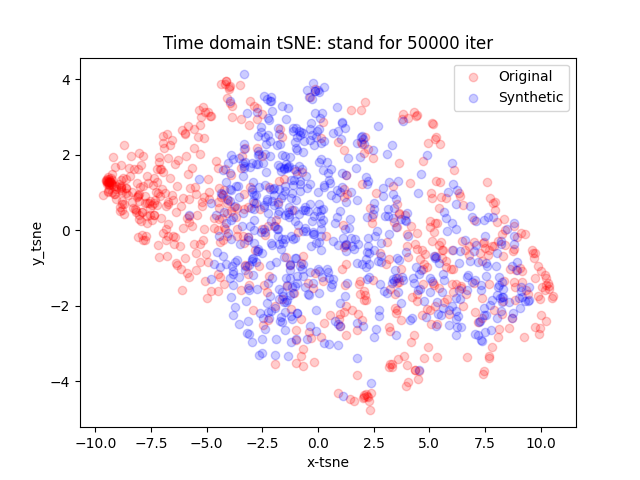 Time domain tSNE: stand for 50000 iter
Original
Synthetic
4
2
0
−2
−4
y_tsne
−10.0 −7.5 −5.0 −2.5 0.0 2.5 5.0 7.5 10.0
x-tsne